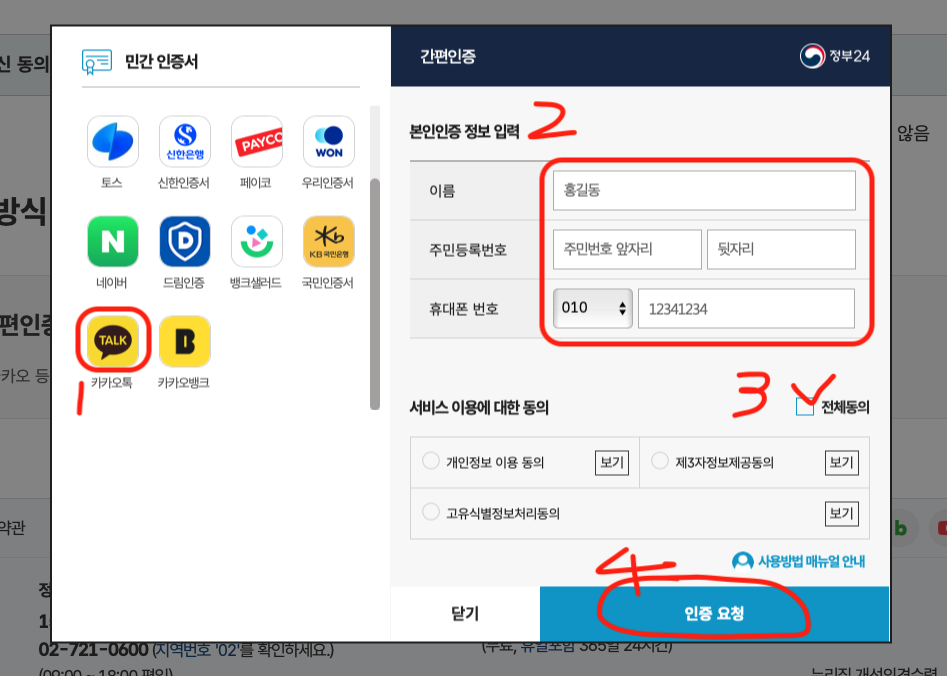 신 동의
않음
방식
편인증
카오 등
약관
정
02-721-0600 (지역번호 '02'를 확인하세요.)
(09:00 ~ 18:00 평일)
(무료, 유럴포함 365일 24시간)
누리집 개선의견수렴
b
민간 인증서
토스
신한은행
신한인증서
PAYCO
페이코
WON
우리인증서
N
네이버
D
드림인증
뱅크샐러드
KB 국민은행
국민인증서
TALK
카카오톡
1
B
카카오뱅크
간편인증
정부24
본인인증 정보 입력
2
이름
홍길동
주민등록번호
주민번호 앞자리
뒷자리
휴대폰 번호
010
12341234
3
서비스 이용에 대한 동의
전체동의
개인정보 이용 동의
보기
제3자정보제공동의
보기
고유식별정보처리동의
보기
사용방법 매뉴얼 안내
4
닫기
인증 요청